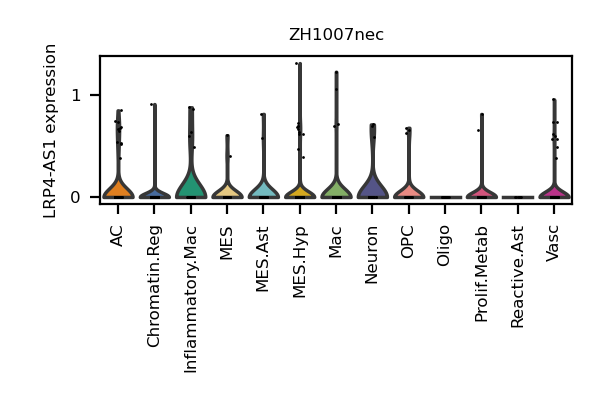 ZH1007nec
LRP4-AS1 expression
1
0
AC
Chromatin.Reg
Inflammatory.Mac
MES
MES.Ast
MES.Hyp
Mac
Neuron
OPC
Oligo
Prolif.Metab
Reactive.Ast
Vasc